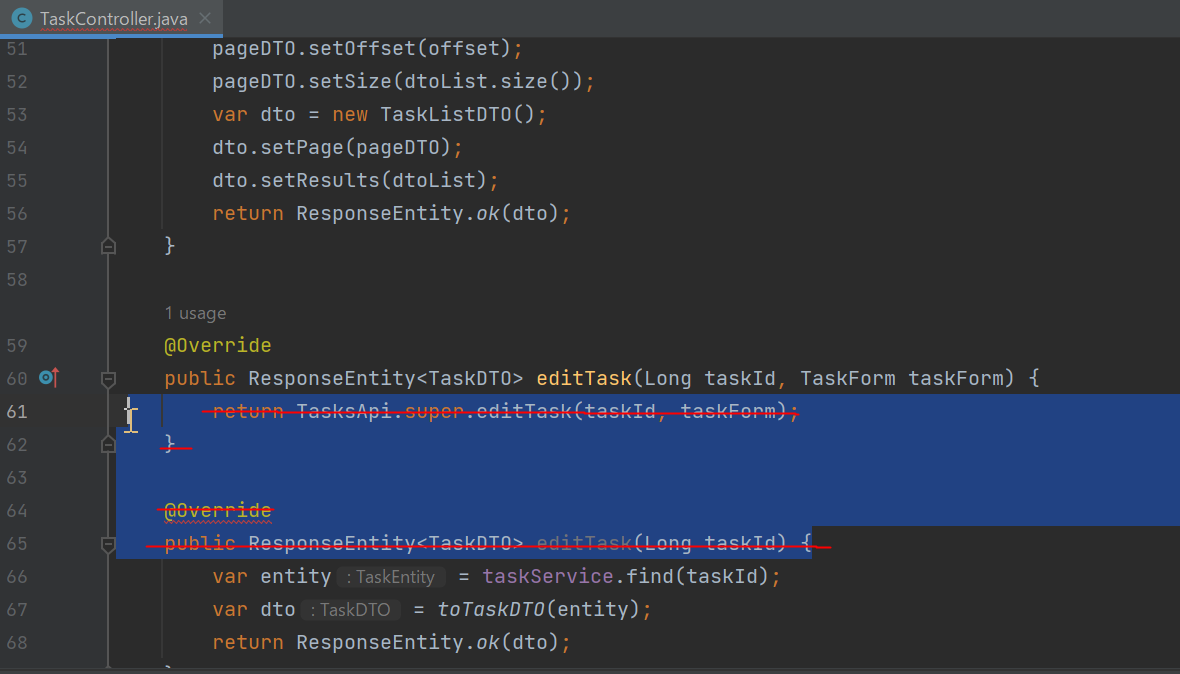 TaskController.java
51 pageDTO.setOffset(offset);
52 pageDTO.setSize(dtoList.size());
53 var dto = new TaskListDTO();
54 dto.setPage(pageDTO);
55 dto.setResults(dtoList);
56 return ResponseEntity.ok(dto);
57 }
58
1 usage
59 @Override
60 public ResponseEntity<TaskDTO> editTask(Long taskId, TaskForm taskForm) {
61 return TasksApi.super.editTask(taskId, taskForm);
62 }
63
64 @Override
65 public ResponseEntity<TaskDTO> editTask(Long taskId) {
66 var entity : TaskEntity = taskService.find(taskId);
67 var dto : TaskDTO = toTaskDTO(entity);
68 return ResponseEntity.ok(dto);